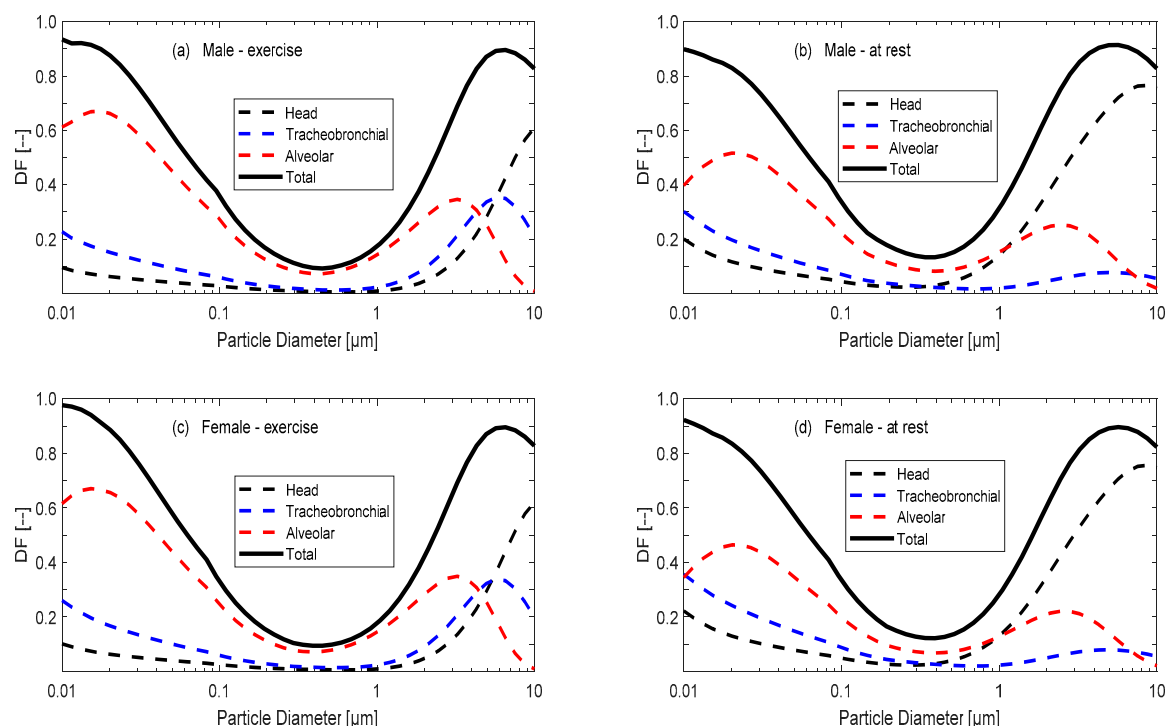 (a) Male - exercise
1.0
0.8
0.6
0.4
0.2
DF [--]
Head
Tracheobronchial
Alveolar
Total
0.01 0.1 1 10
Particle Diameter [µm]
(b) Male - at rest
1.0
0.8
0.6
0.4
0.2
DF [--]
Head
Tracheobronchial
Alveolar
Total
0.01 0.1 1 10
Particle Diameter [µm]
(c) Female - exercise
1.0
0.8
0.6
0.4
0.2
DF [--]
Head
Tracheobronchial
Alveolar
Total
0.01 0.1 1 10
Particle Diameter [µm]
(d) Female - at rest
1.0
0.8
0.6
0.4
0.2
DF [--]
Head
Tracheobronchial
Alveolar
Total
0.01 0.1 1 10
Particle Diameter [µm]